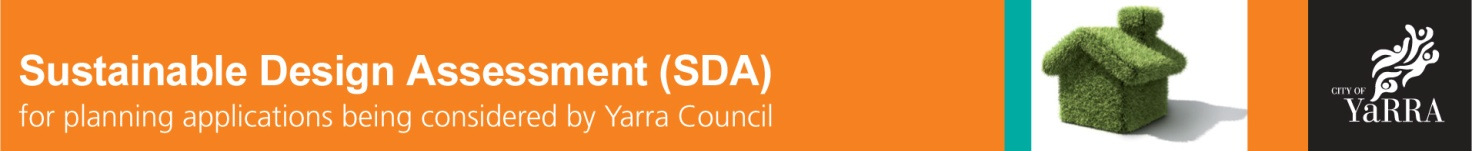 Sustainable Design Assessment (SDA)
for planning applications being considered by Yarra Council
CITY OF
YaRRA